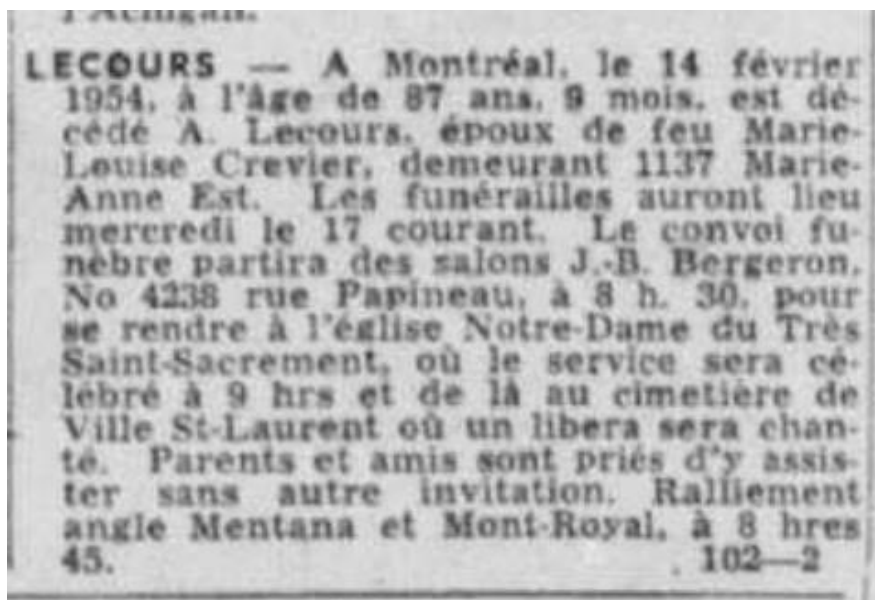 l'Achigan.
LECOURS — A Montréal, le 14 février
1954, à l'âge de 87 ans, 9 mois, est dé-
cédé A. Lecours, époux de feu Marie-
Louise Crevier, demeurant 1137 Marie-
Anne Est. Les funérailles auront lieu
mercredi le 17 courant. Le convoi fu-
nèbre partira des salons J.-B. Bergeron,
No 4238 rue Papineau, à 8 h. 30, pour
se rendre à l'église Notre-Dame du Très
Saint-Sacrement, où le service sera cé-
lébré à 9 hrs et de là au cimetière de
Ville St-Laurent où un libera sera chan-
té. Parents et amis sont priés d'y assis-
ter sans autre invitation. Ralliement
angle Mentana et Mont-Royal, à 8 hres
45. 102—2